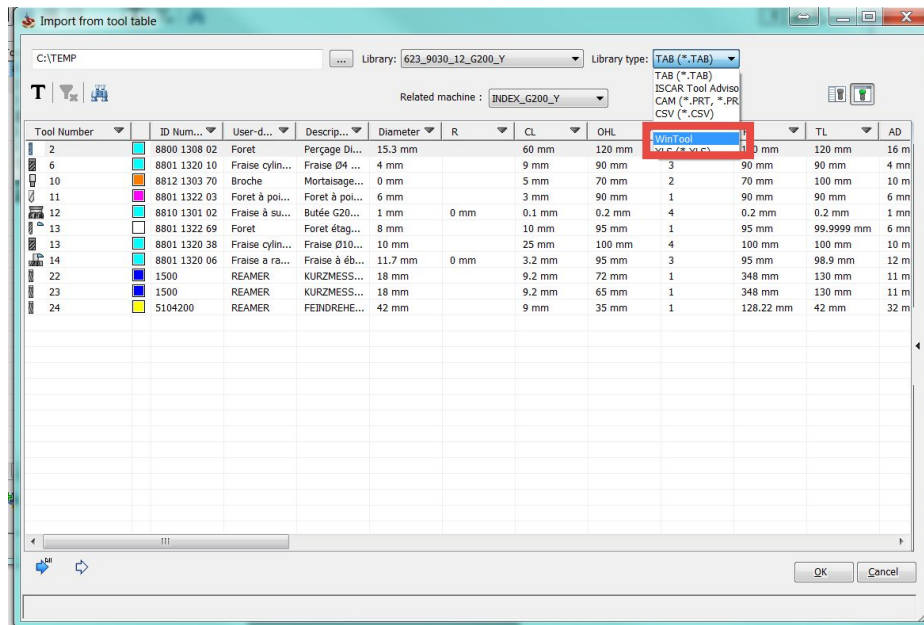 Import from tool table
C:\TEMP ... Library: 623_9030_12_G200_Y Library type: TAB (*.TAB)
TAB (*.TAB)
ISCAR Tool Adviso
CAM (*.PRT, *.PR
CSV (*.CSV)
WinTool
XLS (*.XLS)
T Related machine : INDEX_G200_Y
Tool Number ID Num... User-d... Descrip... Diameter R CL OHL TL AD
2 8800 1308 02 Foret Perçage Di... 15.3 mm 60 mm 120 mm 120 mm 16 m
6 8801 1320 10 Fraise cylin... Fraise Ø4 ... 4 mm 9 mm 90 mm 3 90 mm 90 mm 4 mm
10 8812 1303 70 Broche Mortaisage... 0 mm 5 mm 70 mm 2 70 mm 100 mm 10 m
11 8801 1322 03 Foret à poi... Foret à poi... 6 mm 3 mm 90 mm 1 90 mm 90 mm 6 mm
12 8810 1301 02 Fraise à su... Butée G20... 1 mm 0 mm 0.1 mm 0.2 mm 4 0.2 mm 0.2 mm 1 mm
13 8801 1322 69 Foret Foret étag... 8 mm 10 mm 95 mm 1 95 mm 99.9999 mm 6 mm
13 8801 1320 38 Fraise cylin... Fraise Ø10... 10 mm 25 mm 100 mm 4 100 mm 100 mm 10 m
14 8801 1320 06 Fraise a ra... Fraise à éb... 11.7 mm 0 mm 3.2 mm 95 mm 3 95 mm 98.9 mm 12 m
22 1500 REAMER KURZMESS... 18 mm 9.2 mm 72 mm 1 348 mm 130 mm 11 m
23 1500 REAMER KURZMESS... 18 mm 9.2 mm 65 mm 1 348 mm 130 mm 11 m
24 5104200 REAMER FEINDREHE... 42 mm 9 mm 35 mm 1 128.22 mm 42 mm 32 m
All
OK Cancel